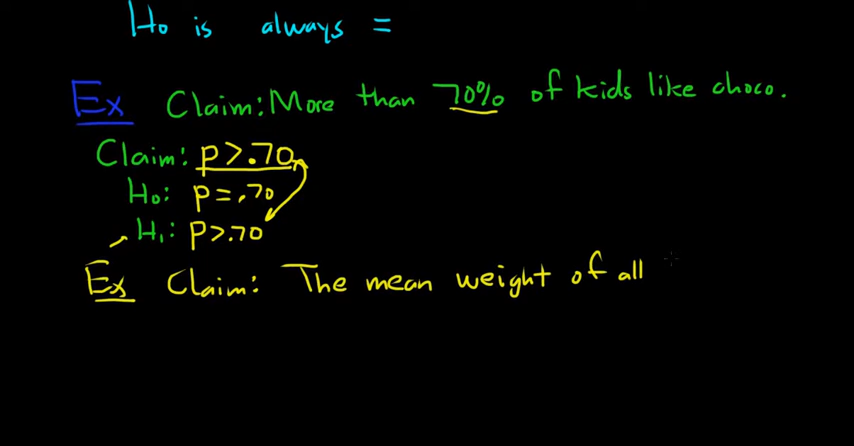 Ho is always =
Ex Claim: More than 70% of kids like choco.
Claim: p > .70
Ho: p = .70
H₁: p > .70
Ex Claim: The mean weight of all